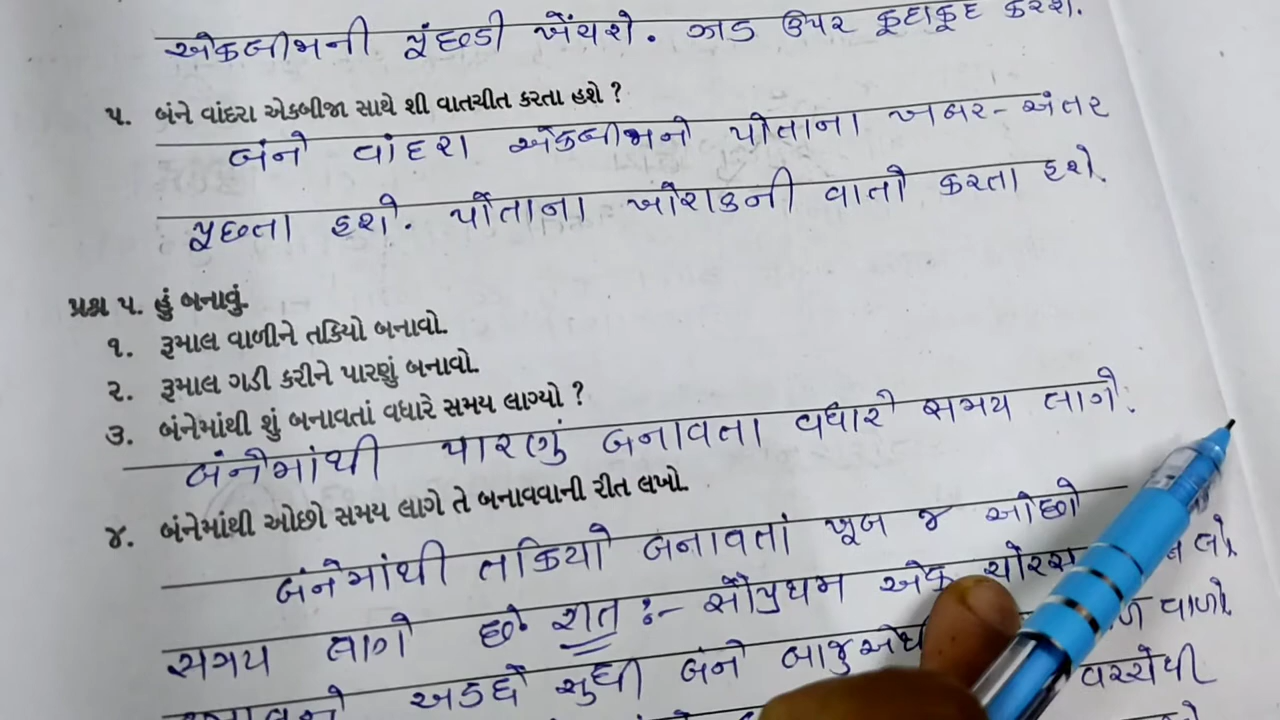 એકબીજાની પૂંછડી ખેંચશે. ઝાડ ઉપર કૂદાકૂદ કરશે.
૫. બંને વાંદરા એકબીજા સાથે શી વાતચીત કરતા હશે ?
બંને વાંદરા એકબીજાને પોતાના ખબર-અંતર
પૂછતા હશે. પોતાના ખોરાકની વાતો કરતા હશે.
પ્રશ્ન ૫. હું બનાવું.
૧. રૂમાલ વાળીને તકિયો બનાવો.
૨. રૂમાલ ગડી કરીને પારણું બનાવો.
૩. બંનેમાંથી શું બનાવતાં વધારે સમય લાગ્યો ?
બંનેમાંથી પારણું બનાવતા વધારે સમય લાગે.
૪. બંનેમાંથી ઓછો સમય લાગે તે બનાવવાની રીત લખો.
બંનેમાંથી તકિયો બનાવતાં ખૂબ જ ઓછો
સમય લાગે છે. રીત :- સૌપ્રથમ એક ચોરસ લો.
અડધે સુધી બંને બાજુએથી વાળો.
વચ્ચેથી